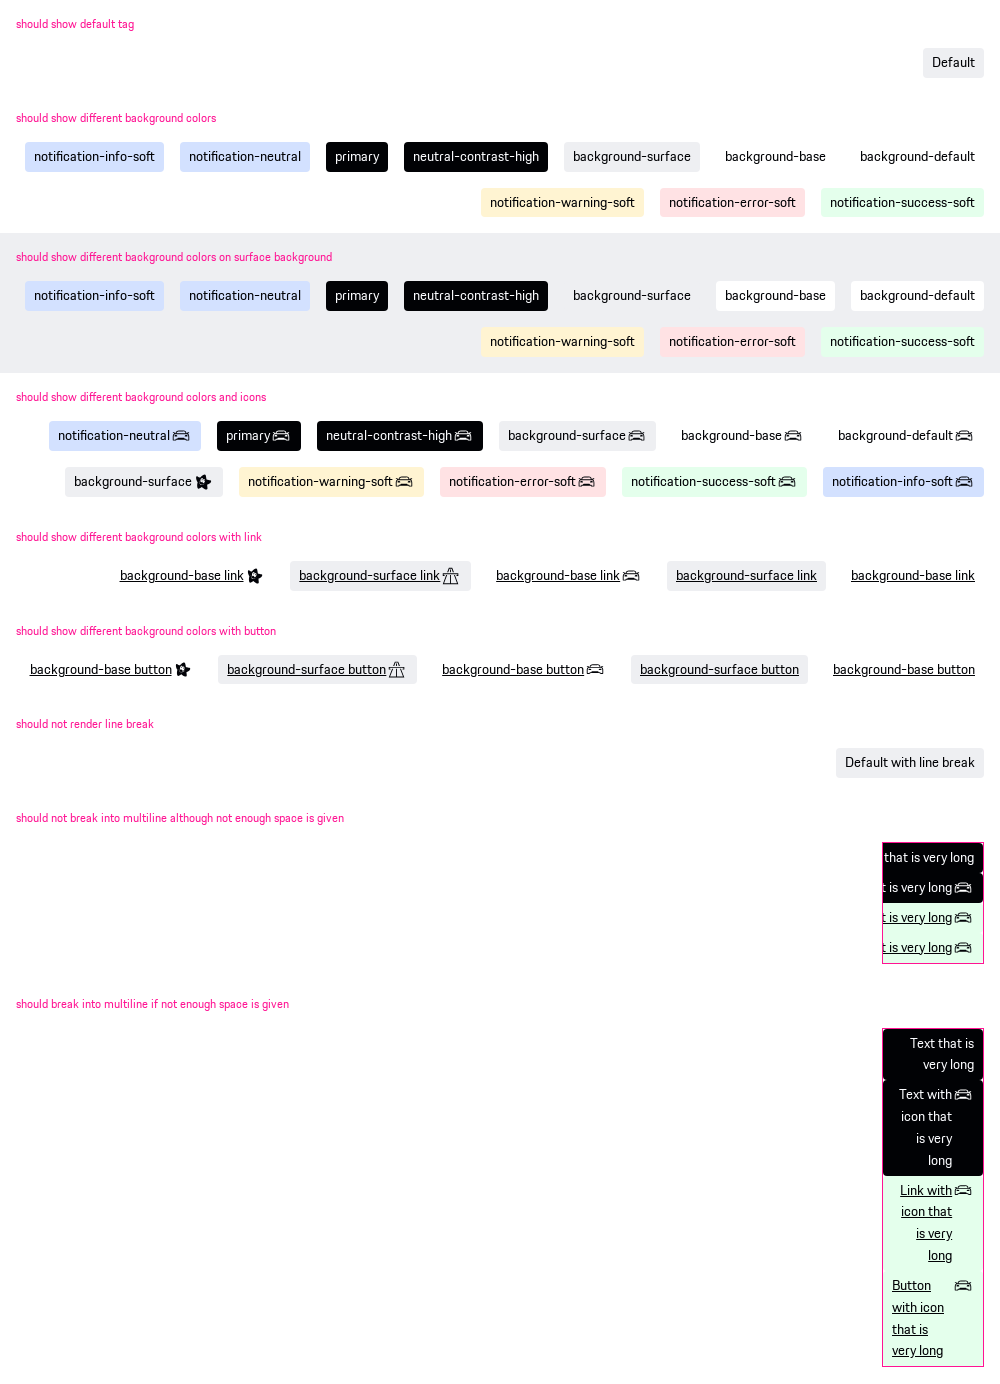 should show default tag
Default
should show different background colors
notification-info-soft notification-neutral primary neutral-contrast-high background-surface background-base background-default
notification-warning-soft notification-error-soft notification-success-soft
should show different background colors on surface background
notification-info-soft notification-neutral primary neutral-contrast-high background-surface background-base background-default
notification-warning-soft notification-error-soft notification-success-soft
should show different background colors and icons
notification-neutral primary neutral-contrast-high background-surface background-base background-default
background-surface notification-warning-soft notification-error-soft notification-success-soft notification-info-soft
should show different background colors with link
background-base link background-surface link background-base link background-surface link background-base link
should show different background colors with button
background-base button background-surface button background-base button background-surface button background-base button
should not render line break
Default with line break
should not break into multiline although not enough space is given
that is very long
t is very long
t is very long
t is very long
should break into multiline if not enough space is given
Text that is
very long
Text with
icon that
is very
long
Link with
icon that
is very
long
Button
with icon
that is
very long